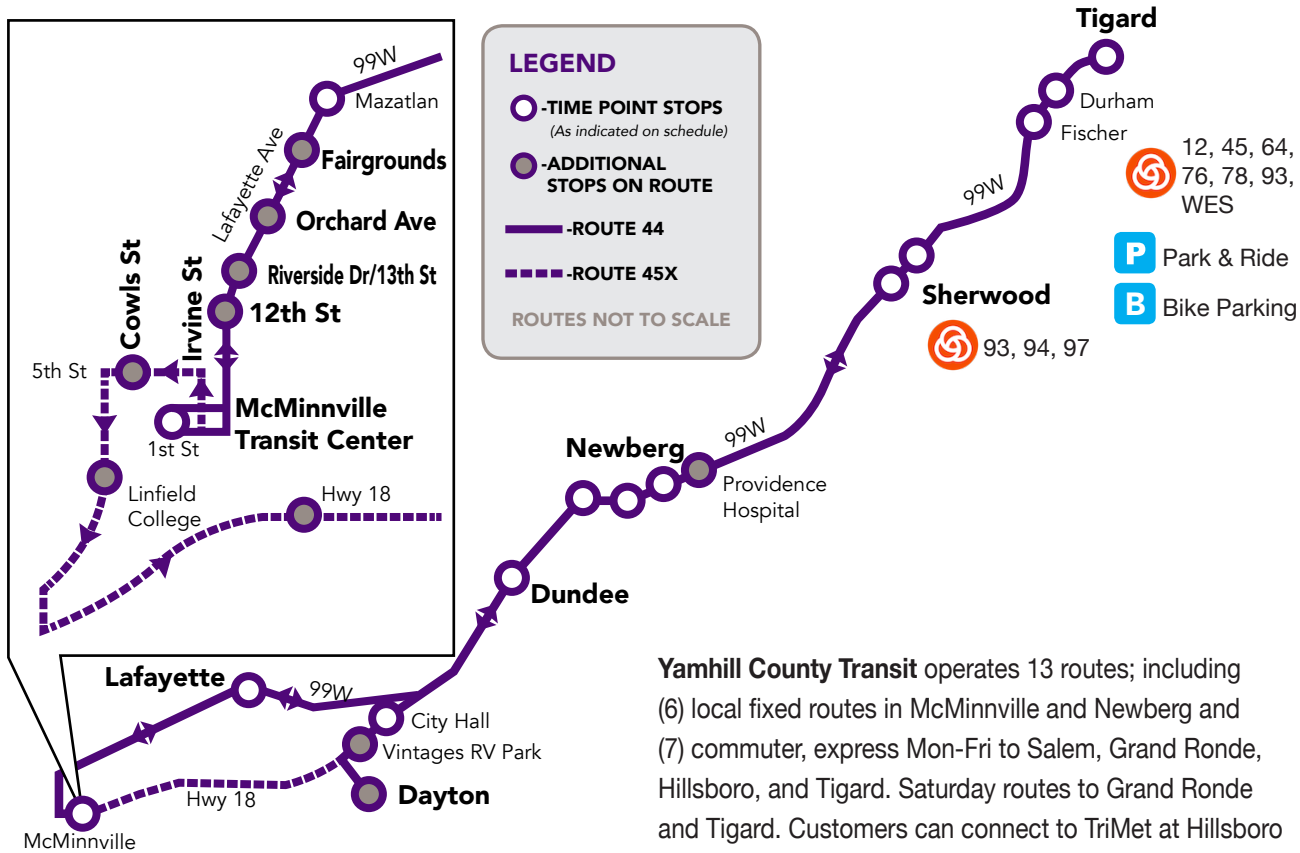 99W
Mazatlan
Lafayette Ave
Fairgrounds
Orchard Ave
Riverside Dr/13th St
12th St
Cowls St
Irvine St
5th St
McMinnville
Transit Center
1st St
Linfield
College
Hwy 18
LEGEND
-TIME POINT STOPS
(As indicated on schedule)
-ADDITIONAL
STOPS ON ROUTE
-ROUTE 44
-ROUTE 45X
ROUTES NOT TO SCALE
Tigard
Durham
Fischer
12, 45, 64,
76, 78, 93,
WES
P Park & Ride
B Bike Parking
99W
Sherwood
93, 94, 97
99W
Newberg
Providence
Hospital
Dundee
Lafayette
99W
City Hall
Vintages RV Park
Dayton
Hwy 18
McMinnville
Yamhill County Transit operates 13 routes; including
(6) local fixed routes in McMinnville and Newberg and
(7) commuter, express Mon-Fri to Salem, Grand Ronde,
Hillsboro, and Tigard. Saturday routes to Grand Ronde
and Tigard. Customers can connect to TriMet at Hillsboro